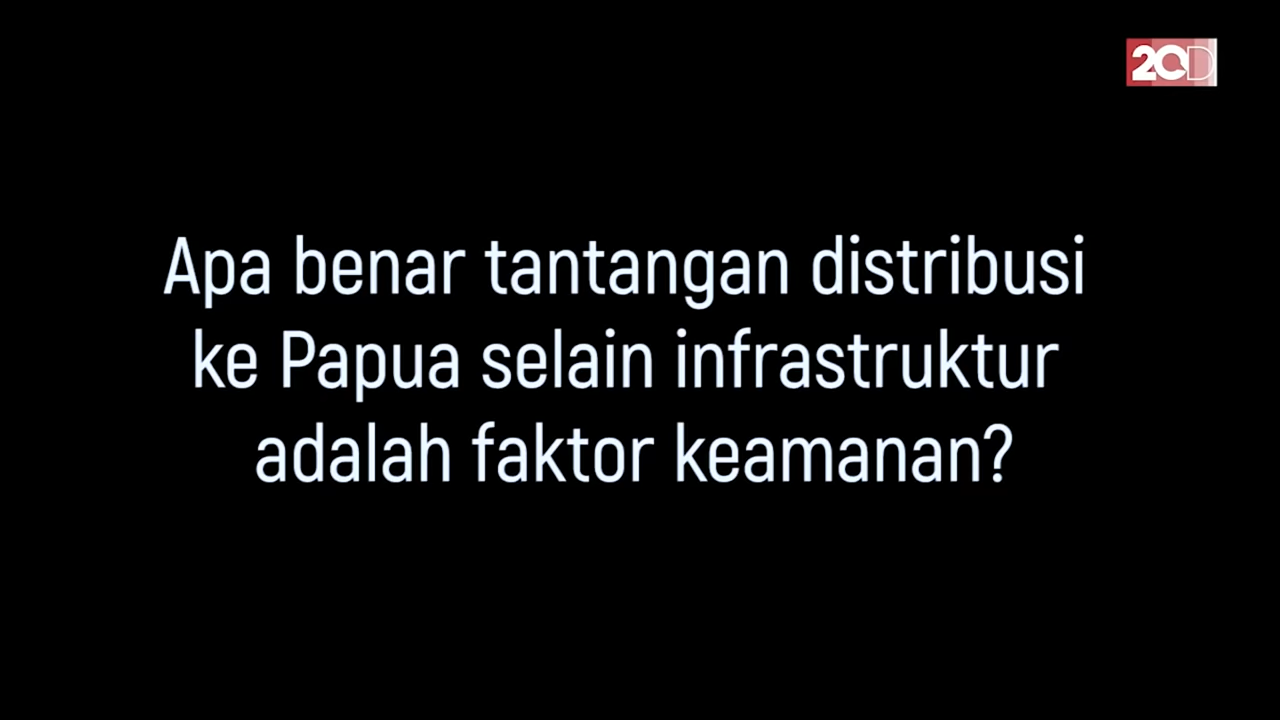 20D
Apa benar tantangan distribusi
ke Papua selain infrastruktur
adalah faktor keamanan?